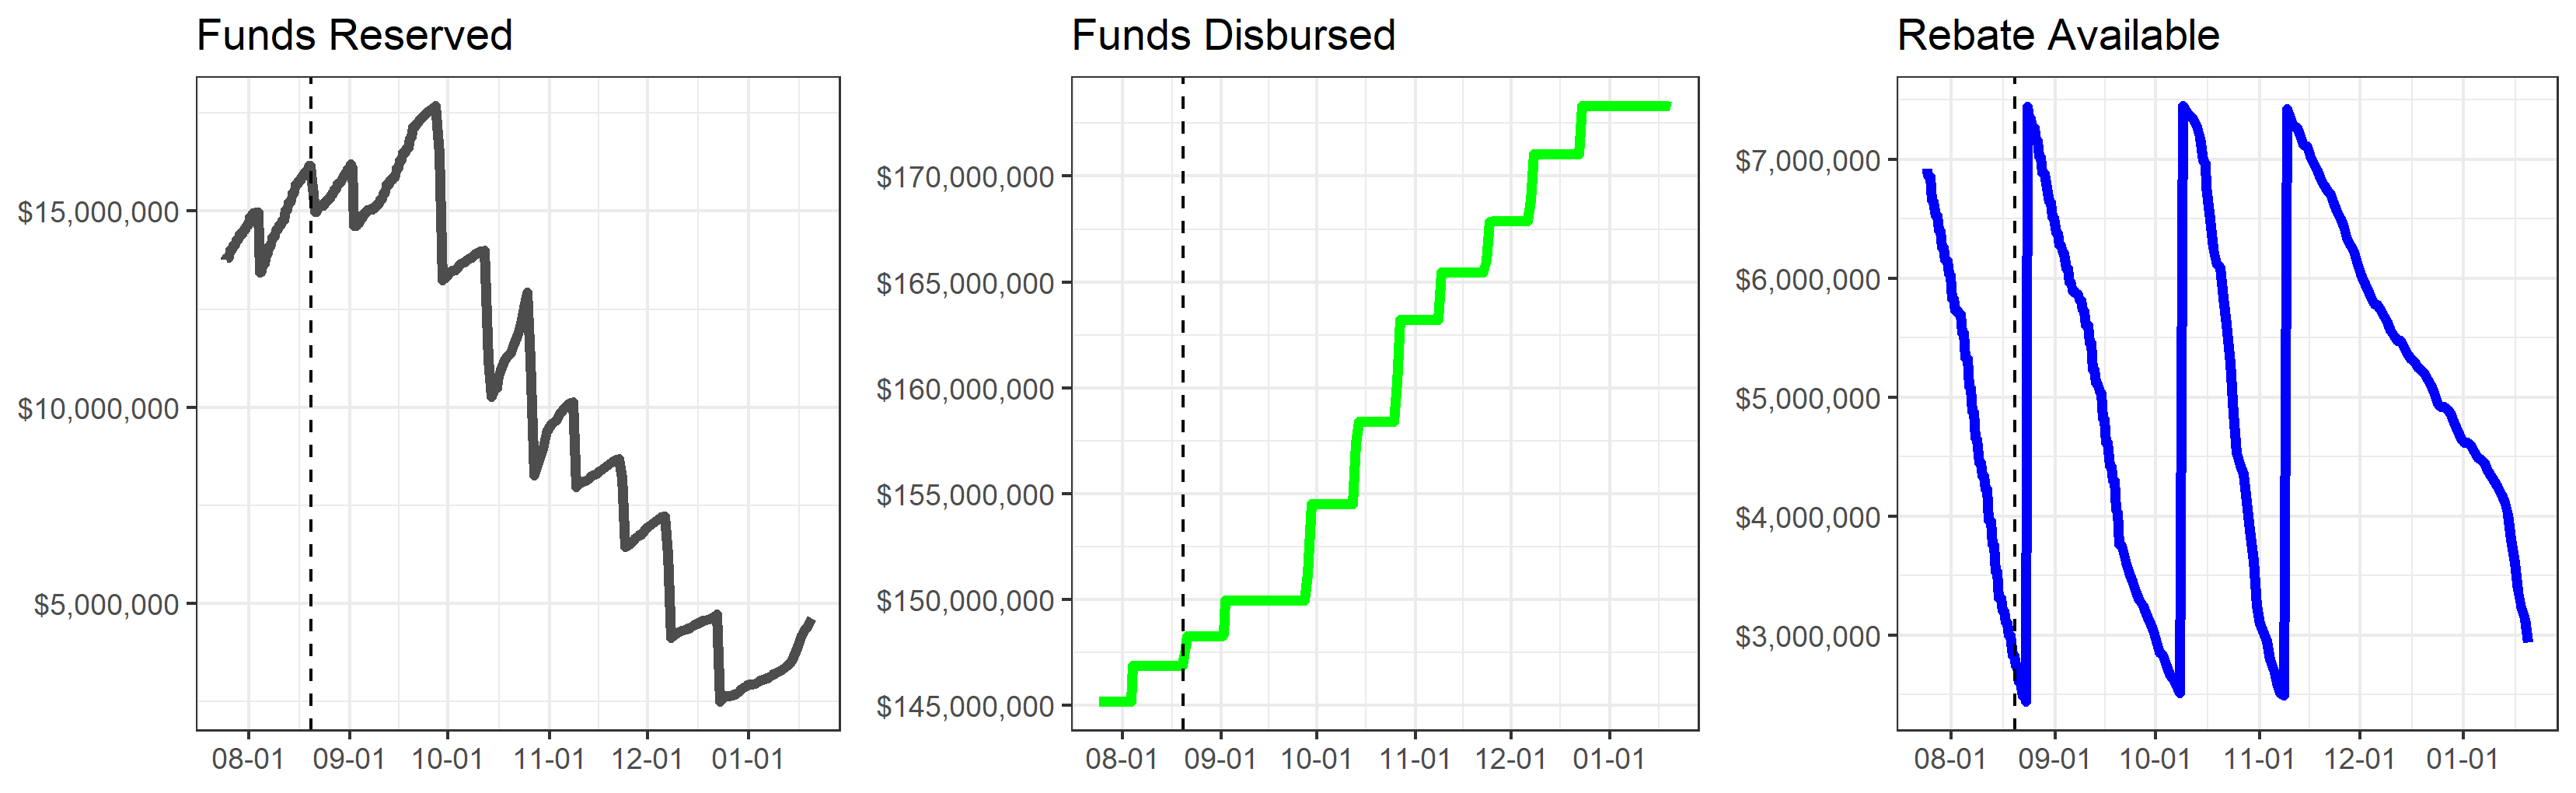 Funds Reserved
$15,000,000
$10,000,000
$5,000,000
08-01 09-01 10-01 11-01 12-01 01-01
Funds Disbursed
$170,000,000
$165,000,000
$160,000,000
$155,000,000
$150,000,000
$145,000,000
08-01 09-01 10-01 11-01 12-01 01-01
Rebate Available
$7,000,000
$6,000,000
$5,000,000
$4,000,000
$3,000,000
08-01 09-01 10-01 11-01 12-01 01-01